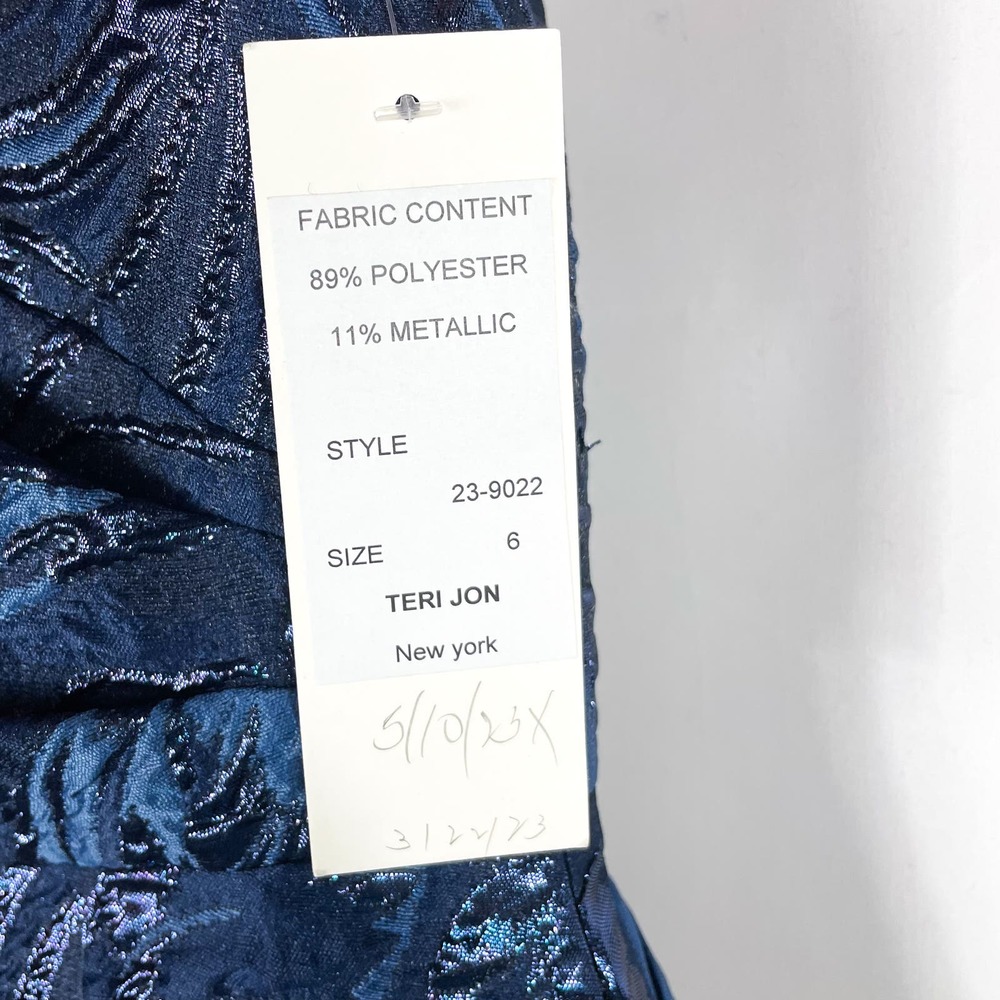 FABRIC CONTENT
89% POLYESTER
11% METALLIC
STYLE
23-9022
SIZE 6
TERI JON
New york
5/10/23X
3/22/23